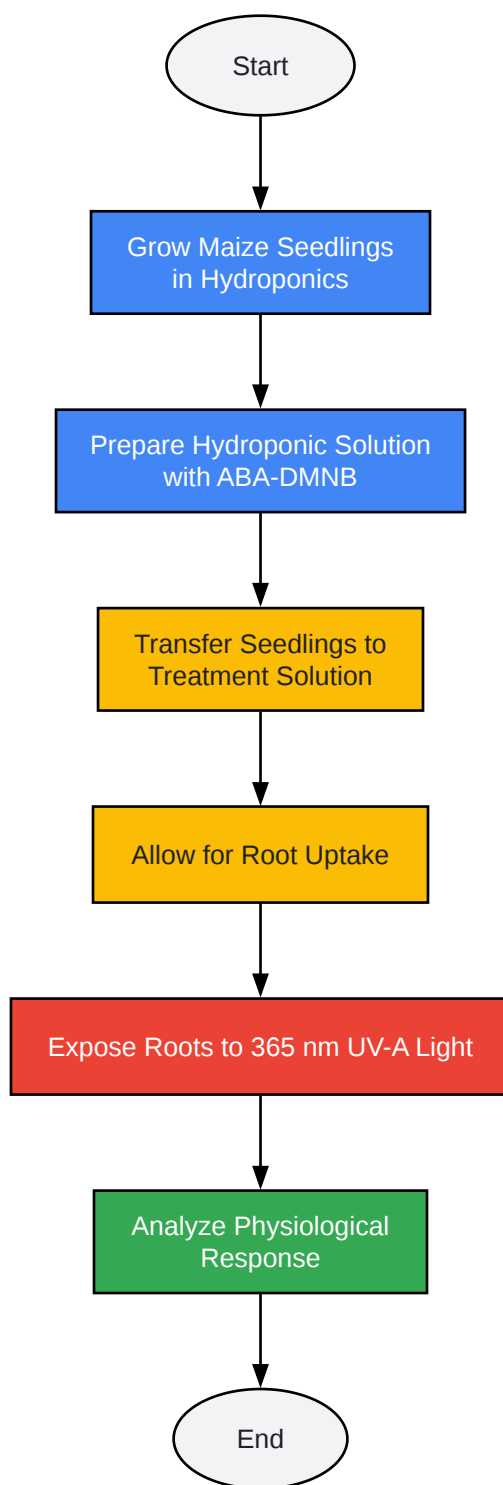 Start
Grow Maize Seedlings
in Hydroponics
Prepare Hydroponic Solution
with ABA-DMNB
Transfer Seedlings to
Treatment Solution
Allow for Root Uptake
Expose Roots to 365 nm UV-A Light
Analyze Physiological
Response
End